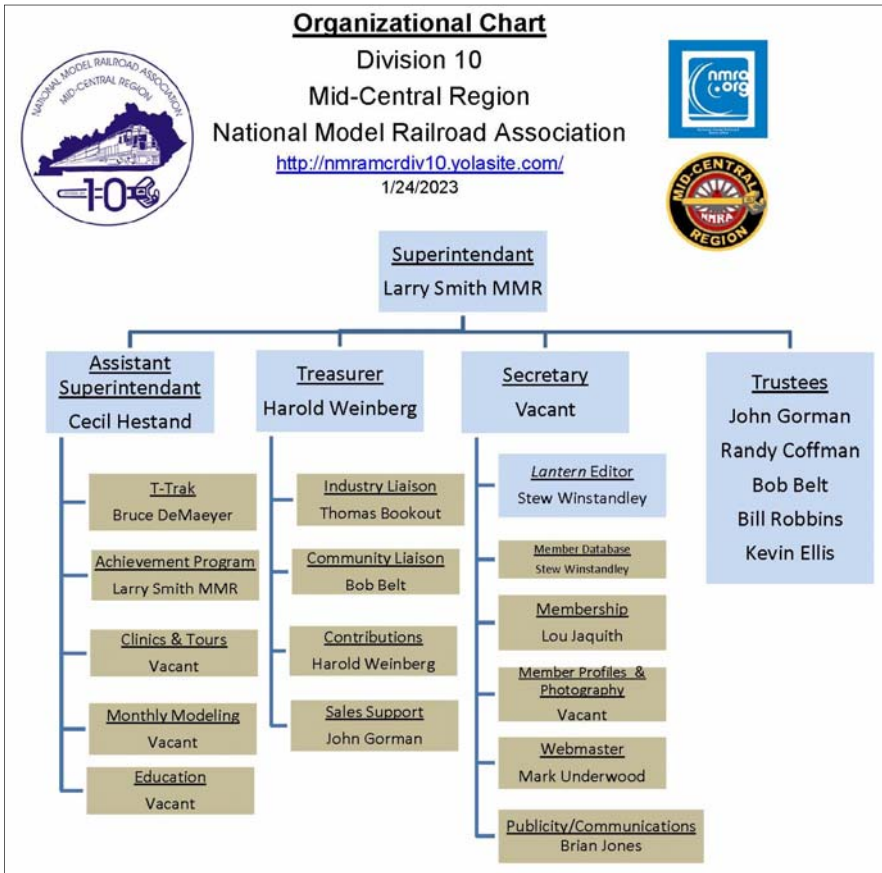 Organizational Chart
Division 10
Mid-Central Region
National Model Railroad Association
http://nmramcrdiv10.yolasite.com/
1/24/2023
NATIONAL MODEL RAILROAD ASSOCIATION
MID-CENTRAL REGION
10
nmra
.org
MID-CENTRAL
NMRA
REGION
Superintendant
Larry Smith MMR
Assistant
Superintendant
Cecil Hestand
Treasurer
Harold Weinberg
Secretary
Vacant
Trustees
John Gorman
Randy Coffman
Bob Belt
Bill Robbins
Kevin Ellis
T-Trak
Bruce DeMaeyer
Achievement Program
Larry Smith MMR
Clinics & Tours
Vacant
Monthly Modeling
Vacant
Education
Vacant
Industry Liaison
Thomas Bookout
Community Liaison
Bob Belt
Contributions
Harold Weinberg
Sales Support
John Gorman
Lantern Editor
Stew Winstandley
Member Database
Stew Winstandley
Membership
Lou Jaquith
Member Profiles &
Photography
Vacant
Webmaster
Mark Underwood
Publicity/Communications
Brian Jones